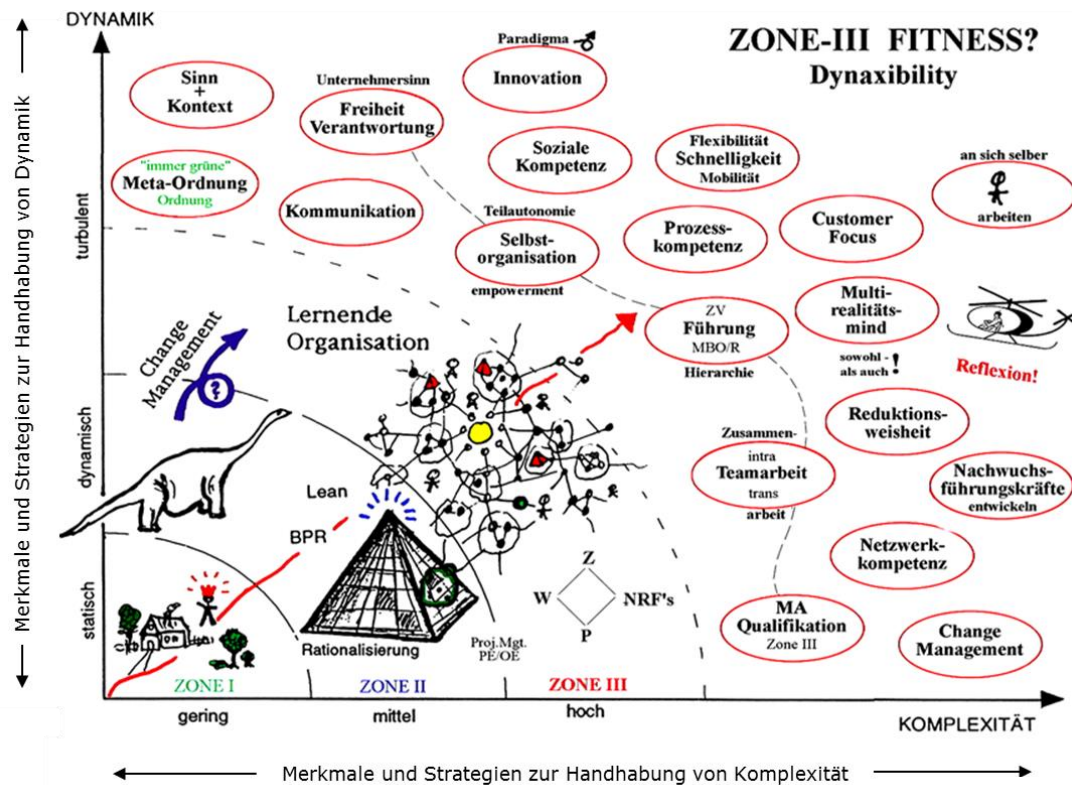 DYNAMIK
ZONE-III FITNESS?
Dynaxibility
Merkmale und Strategien zur Handhabung von Dynamik
turbulent
dynamisch
statisch
Sinn
+
Kontext
"immer grüne"
Meta-Ordnung
Ordnung
Unternehmersinn
Freiheit
Verantwortung
Kommunikation
Paradigma
Innovation
Soziale
Kompetenz
Teilautonomie
Selbst-
organisation
empowerment
Flexibilität
Schnelligkeit
Mobilität
Prozess-
kompetenz
Customer
Focus
an sich selber
arbeiten
ZV
Führung
MBO/R
Hierarchie
Multi-
realitäts-
mind
sowohl -
als auch !
Reflexion!
Reduktions-
weisheit
Zusammen-
intra
Teamarbeit
trans
arbeit
Nachwuchs-
führungskräfte
entwickeln
Netzwerk-
kompetenz
MA
Qualifikation
Zone III
Change
Management
Change
Management
?
Lernende
Organisation
Lean
BPR
Rationalisierung
Proj.Mgt.
PE/OE
Z
W
NRF's
P
ZONE I
ZONE II
ZONE III
gering
mittel
hoch
KOMPLEXITÄT
Merkmale und Strategien zur Handhabung von Komplexität